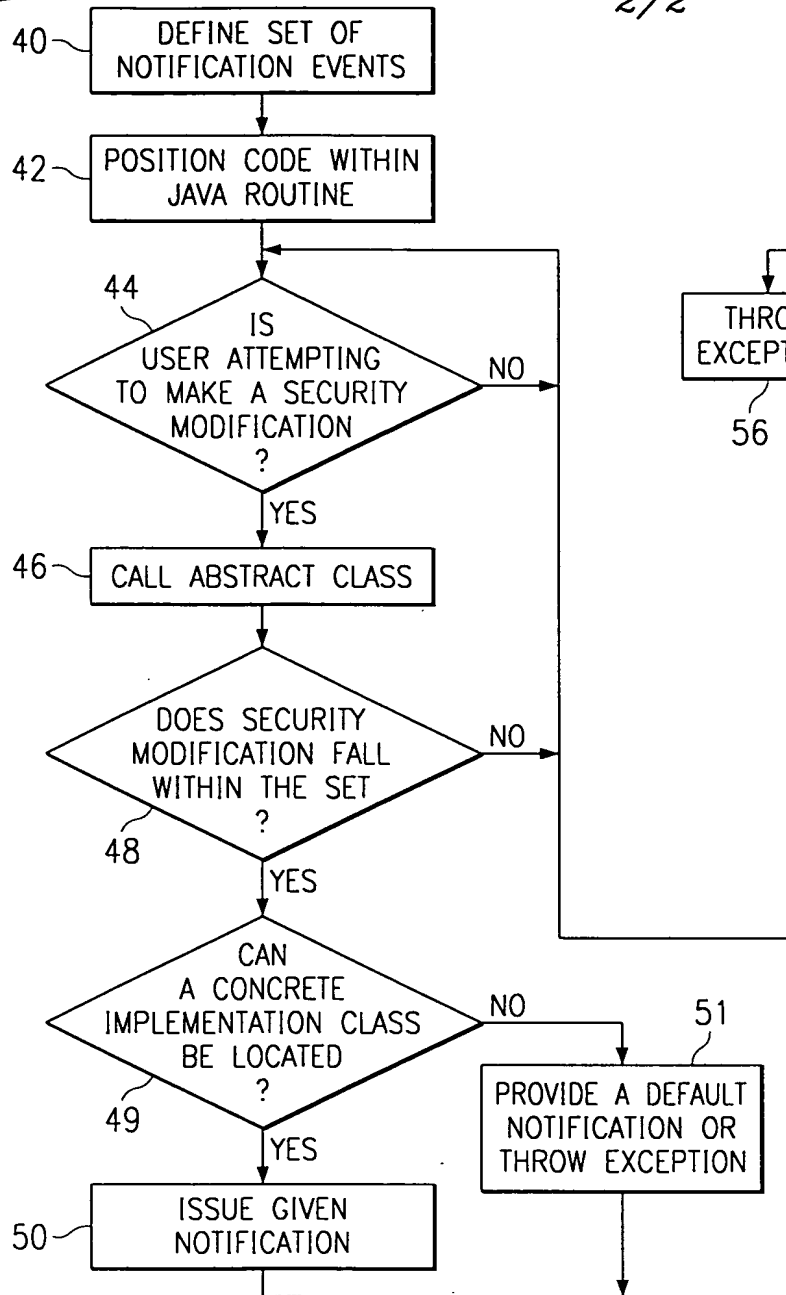 2/2
40
DEFINE SET OF
NOTIFICATION EVENTS
42
POSITION CODE WITHIN
JAVA ROUTINE
44
IS
USER ATTEMPTING
TO MAKE A SECURITY
MODIFICATION
?
NO
THRO
EXCEPT
56
YES
46
CALL ABSTRACT CLASS
DOES SECURITY
MODIFICATION FALL
WITHIN THE SET
?
NO
48
YES
CAN
A CONCRETE
IMPLEMENTATION CLASS
BE LOCATED
?
NO
49
51
PROVIDE A DEFAULT
NOTIFICATION OR
THROW EXCEPTION
YES
50
ISSUE GIVEN
NOTIFICATION